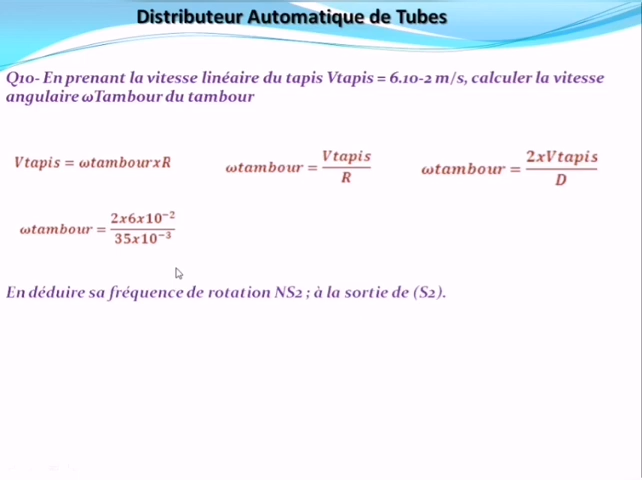 Distributeur Automatique de Tubes
Q10- En prenant la vitesse linéaire du tapis Vtapis = 6.10-2 m/s, calculer la vitesse
angulaire ωTambour du tambour
Vtapis = ωtambourxR
ωtambour = Vtapis / R
ωtambour = 2xVtapis / D
ωtambour = 2x6x10⁻² / 35x10⁻³
En déduire sa fréquence de rotation NS2 ; à la sortie de (S2).